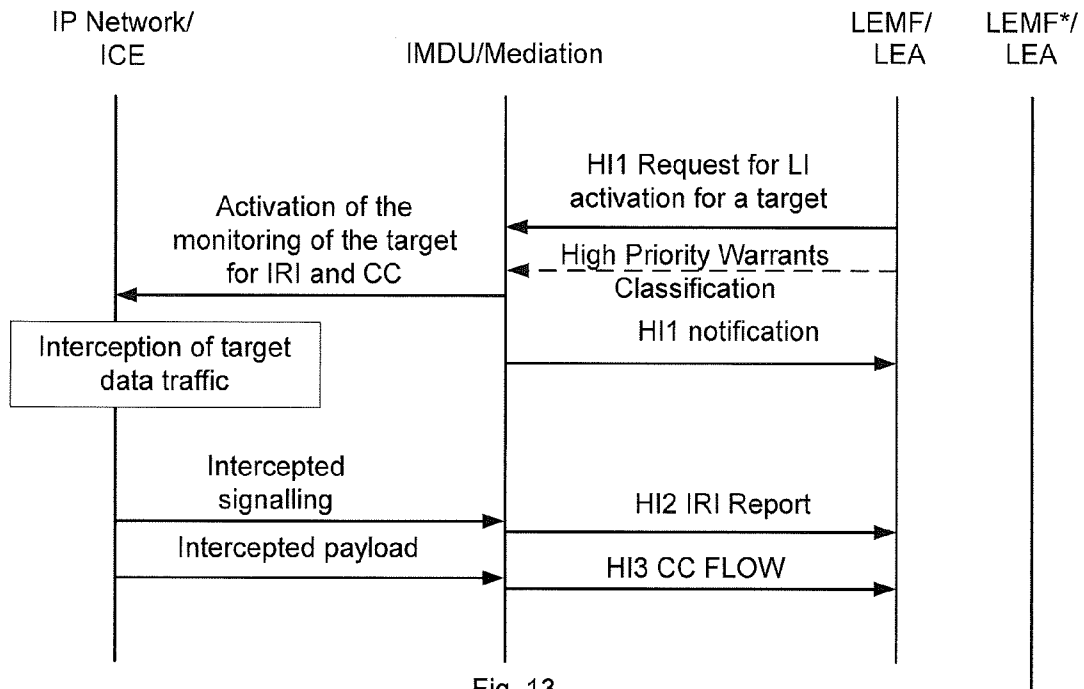 IP Network/
ICE
IMDU/Mediation
LEMF/
LEA
LEMF*/
LEA
HI1 Request for LI
activation for a target
Activation of the
monitoring of the target
for IRI and CC
High Priority Warrants
Classification
HI1 notification
Interception of target
data traffic
Intercepted
signalling
HI2 IRI Report
Intercepted payload
HI3 CC FLOW
Fig. 13